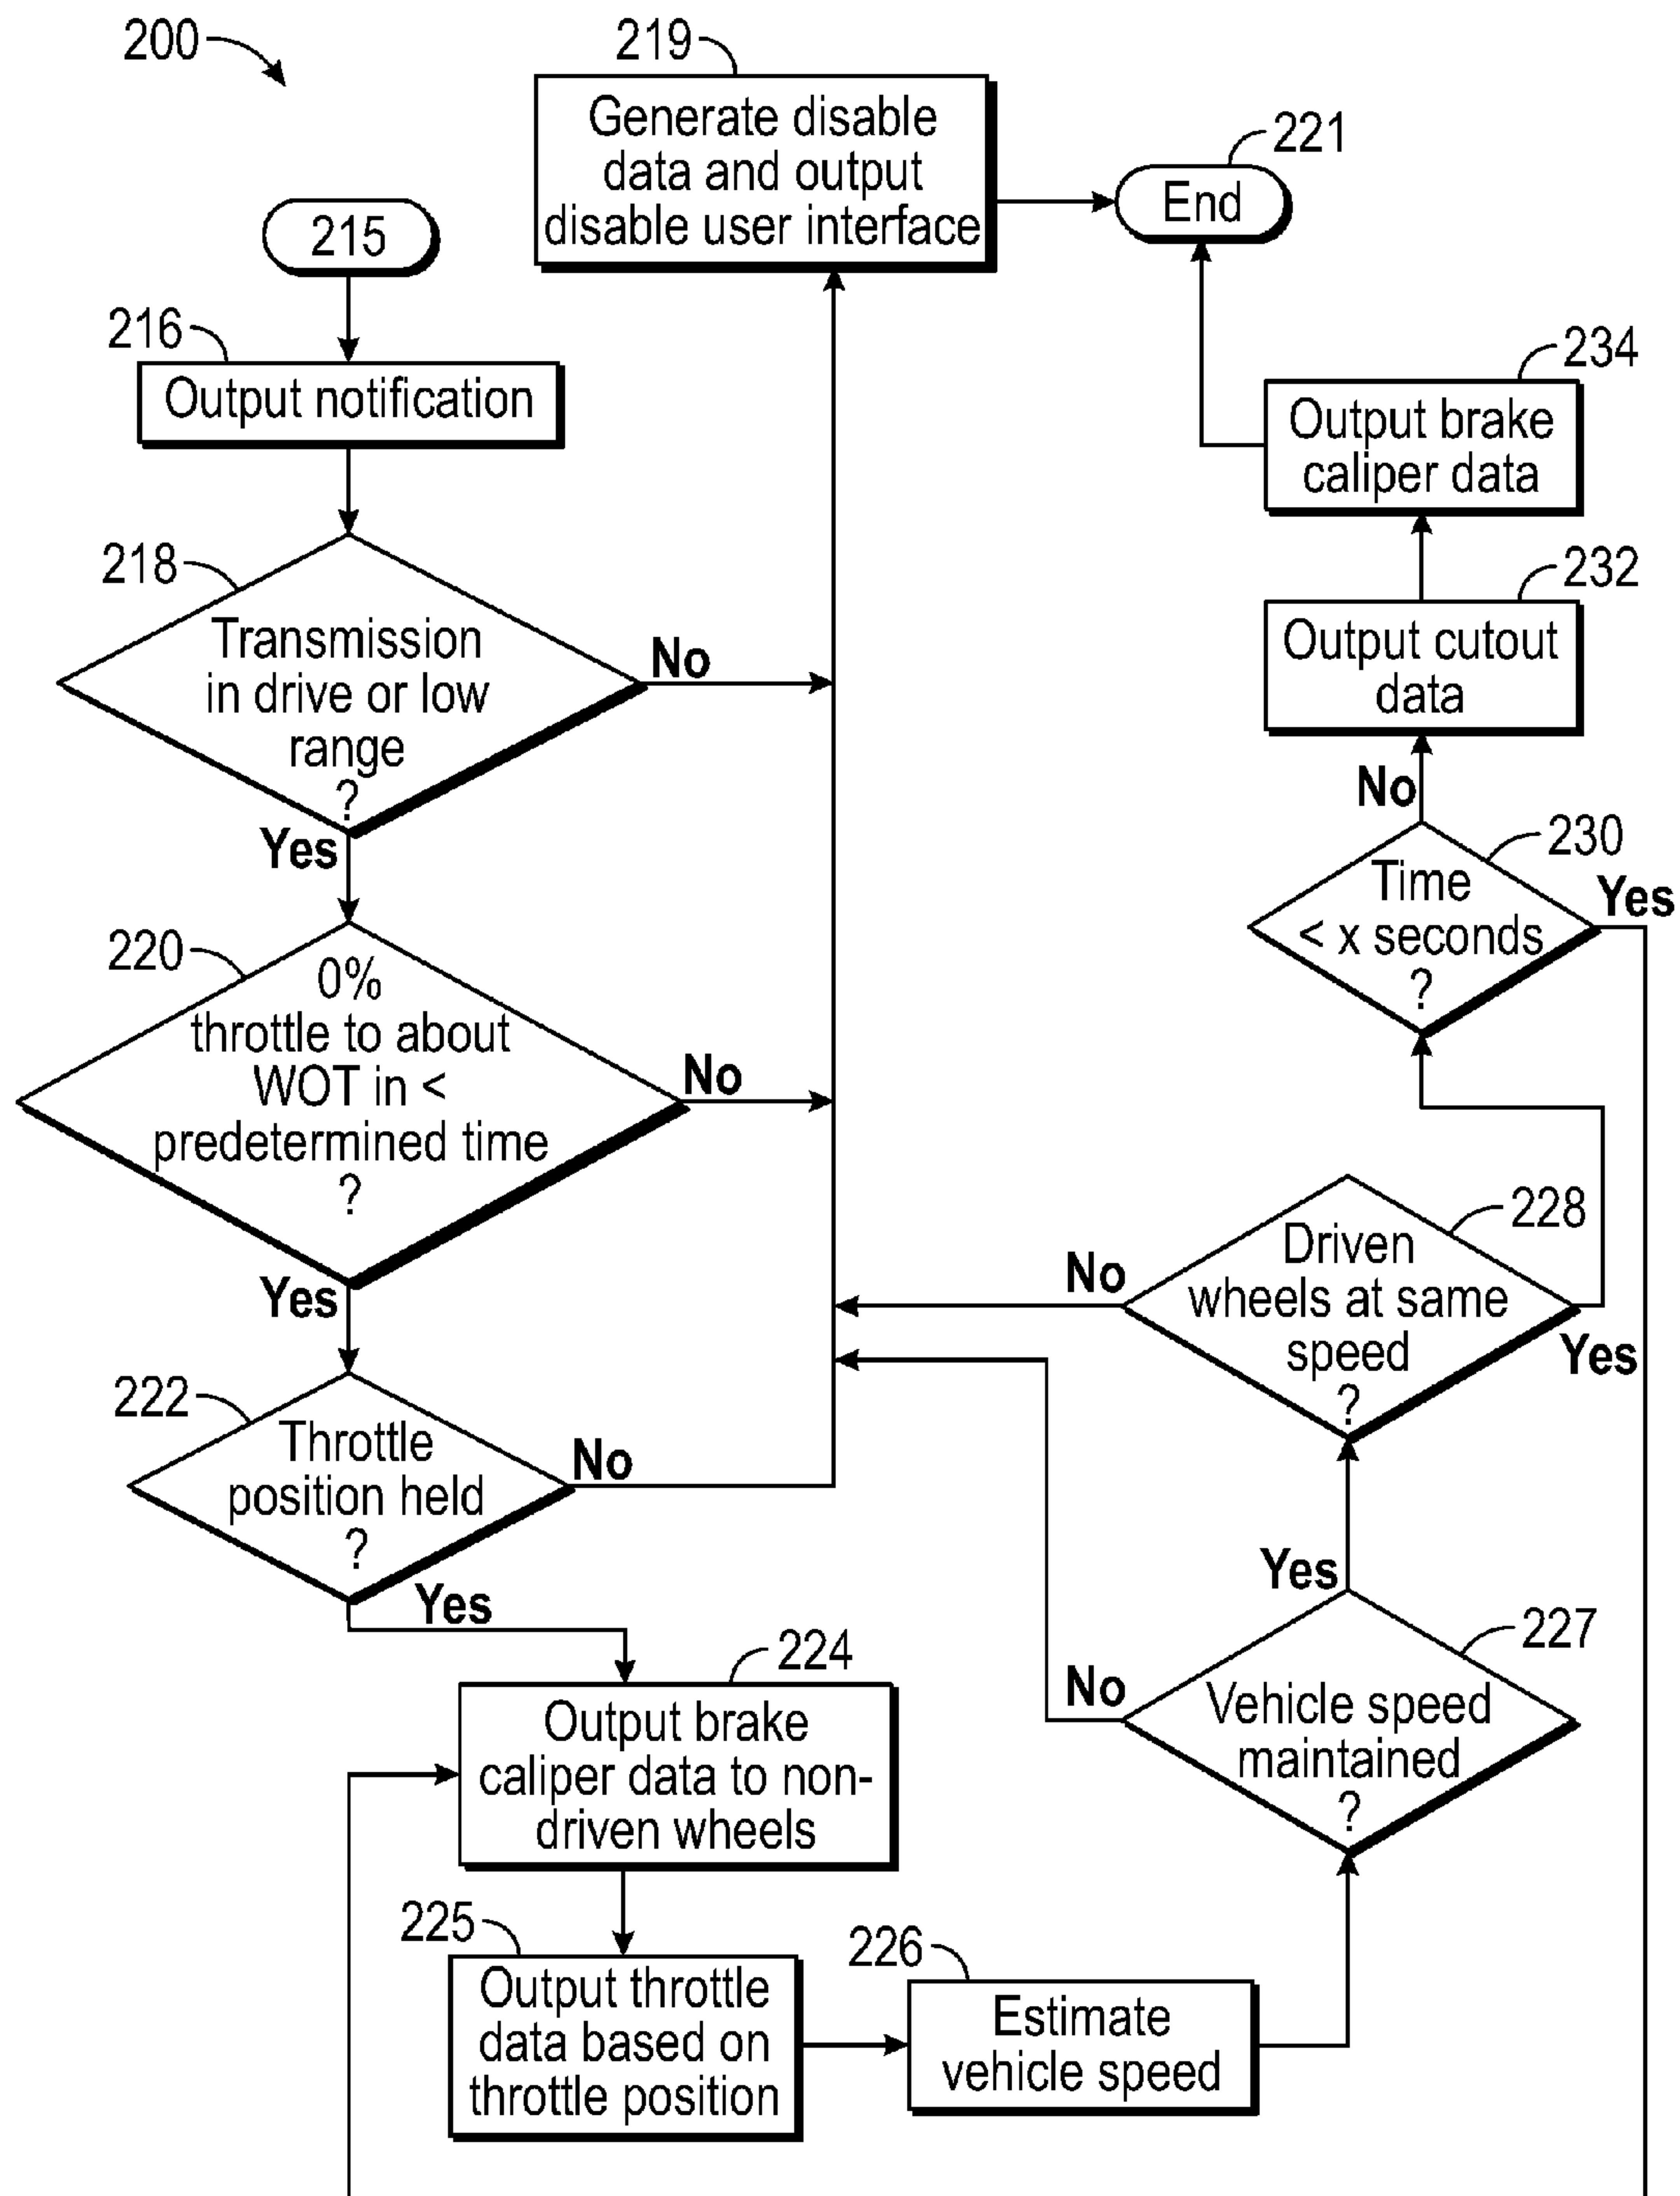 200
219
Generate disable
data and output
disable user interface
221
End
215
216
Output notification
234
Output brake
caliper data
218
Transmission
in drive or low
range
?
No
Yes
232
Output cutout
data
No
230
Time
< x seconds
?
Yes
220
0%
throttle to about
WOT in <
predetermined time
?
No
Yes
228
Driven
wheels at same
speed
?
No
Yes
222
Throttle
position held
?
No
Yes
227
Vehicle speed
maintained
?
No
Yes
224
Output brake
caliper data to non-
driven wheels
225
Output throttle
data based on
throttle position
226
Estimate
vehicle speed